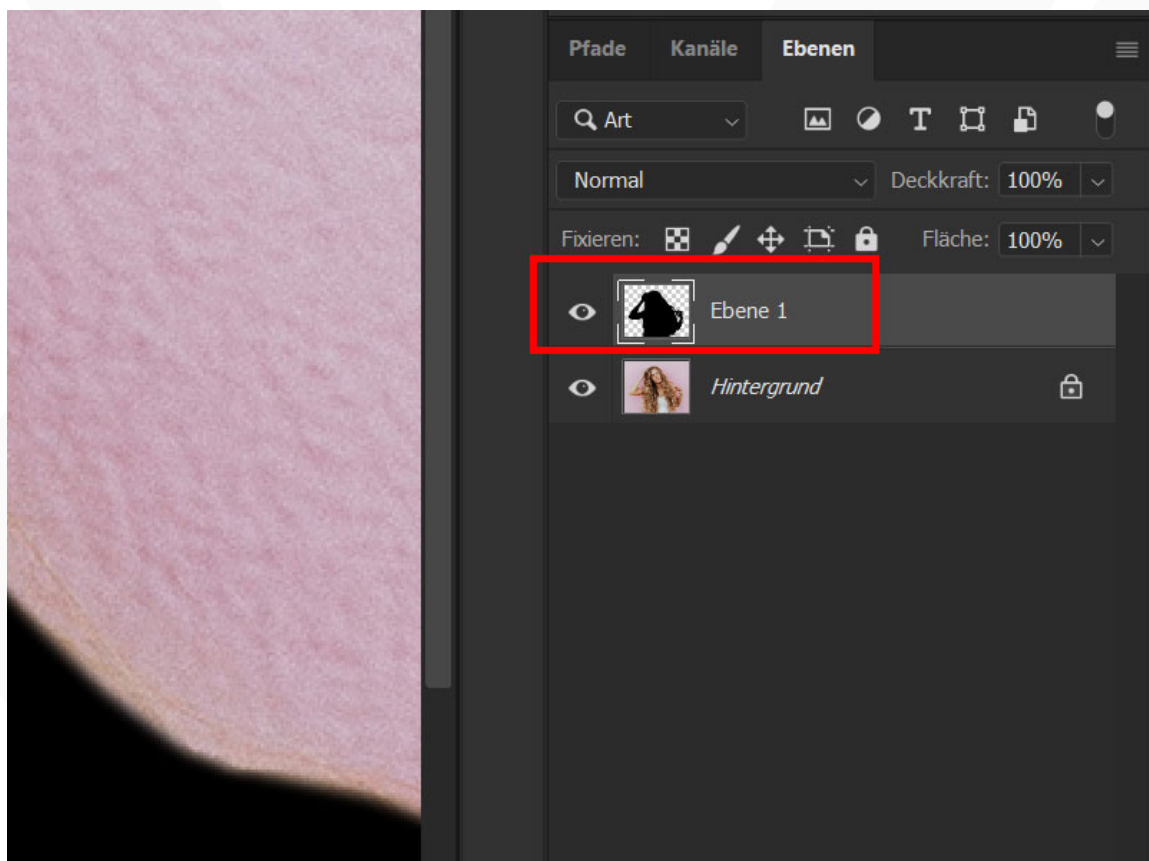 Pfade Kanäle Ebenen
Art
Normal Deckkraft: 100%
Fixieren: Fläche: 100%
Ebene 1
Hintergrund